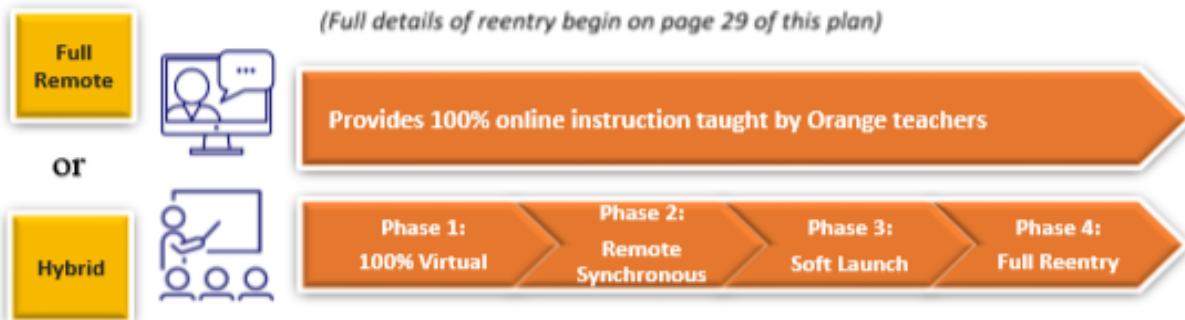 (Full details of reentry begin on page 29 of this plan)
Full
Remote
Provides 100% online instruction taught by Orange teachers
or
Hybrid
Phase 1:
100% Virtual
Phase 2:
Remote
Synchronous
Phase 3:
Soft Launch
Phase 4:
Full Reentry